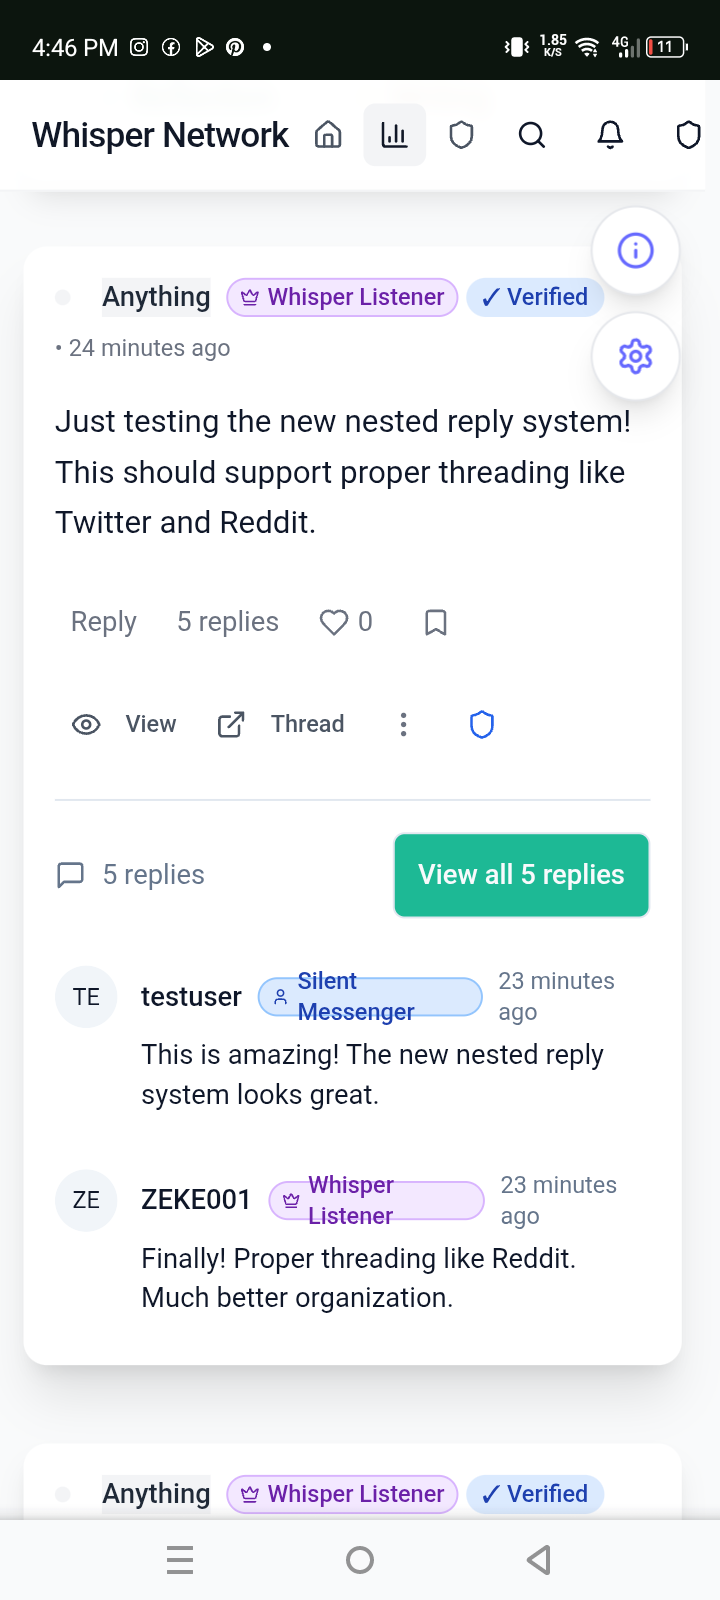 4:46 PM 1.85 K/S 4G 11
Whisper Network
Anything Whisper Listener ✓ Verified
• 24 minutes ago
Just testing the new nested reply system!
This should support proper threading like
Twitter and Reddit.
Reply 5 replies 0
View Thread
5 replies View all 5 replies
TE testuser Silent Messenger 23 minutes ago
This is amazing! The new nested reply
system looks great.
ZE ZEKE001 Whisper Listener 23 minutes ago
Finally! Proper threading like Reddit.
Much better organization.
Anything Whisper Listener ✓ Verified